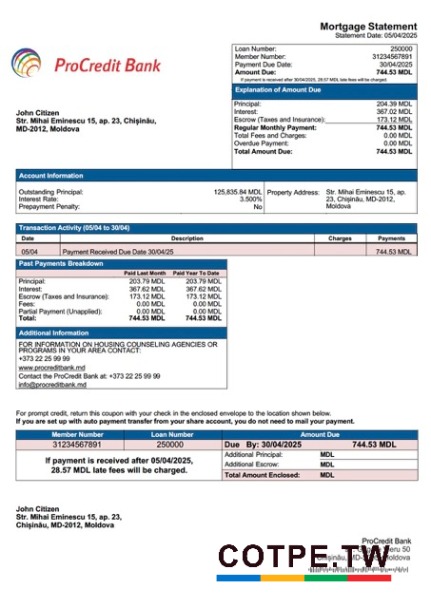 Mortgage Statement
Statement Date: 05/04/2025
ProCredit Bank
Loan Number: 250000
Member Number: 31234567891
Payment Due Date: 30/04/2025
Amount Due: 744.53 MDL
If payment is received after 30/04/2025, 28.57 MDL late fees will be charged.
John Citizen
Str. Mihai Eminescu 15, ap. 23, Chișinău,
MD-2012, Moldova
Explanation of Amount Due
Principal: 204.39 MDL
Interest: 367.02 MDL
Escrow (Taxes and Insurance): 173.12 MDL
Regular Monthly Payment: 744.53 MDL
Total Fees and Charges: 0.00 MDL
Overdue Payment: 0.00 MDL
Total Amount Due: 744.53 MDL
Account Information
Outstanding Principal: 125,835.84 MDL
Interest Rate: 3.500%
Prepayment Penalty: No
Property Address: Str. Mihai Eminescu 15, ap.
23, Chișinău, MD-2012,
Moldova
Transaction Activity (05/04 to 30/04)
Date Description Charges Payments
05/04 Payment Received Due Date 30/04/25 744.53 MDL
Past Payments Breakdown
Paid Last Month Paid Year To Date
Principal: 203.79 MDL 203.79 MDL
Interest: 367.62 MDL 367.62 MDL
Escrow (Taxes and Insurance): 173.12 MDL 173.12 MDL
Fees: 0.00 MDL 0.00 MDL
Partial Payment (Unapplied): 0.00 MDL 0.00 MDL
Total: 744.53 MDL 744.53 MDL
Additional Information
FOR INFORMATION ON HOUSING COUNSELING AGENCIES OR
PROGRAMS IN YOUR AREA CONTACT:
+373 22 25 99 99
www.procreditbank.md
Contact the ProCredit Bank at: +373 22 25 99 99
info@procreditbank.md
For prompt credit, return this coupon with your check in the enclosed envelope to the location shown below.
If you are set up with auto payment transfer from your share account, you do not need to mail your payment.
Member Number Loan Number Amount Due
31234567891 250000 Due By: 30/04/2025 744.53 MDL
If payment is received after 05/04/2025,
28.57 MDL late fees will be charged.
Additional Principal: MDL
Additional Escrow: MDL
Total Amount Enclosed: MDL
John Citizen
Str. Mihai Eminescu 15, ap. 23,
Chișinău, MD-2012, Moldova
ProCredit Bank
50
MD-
COTPE.TW